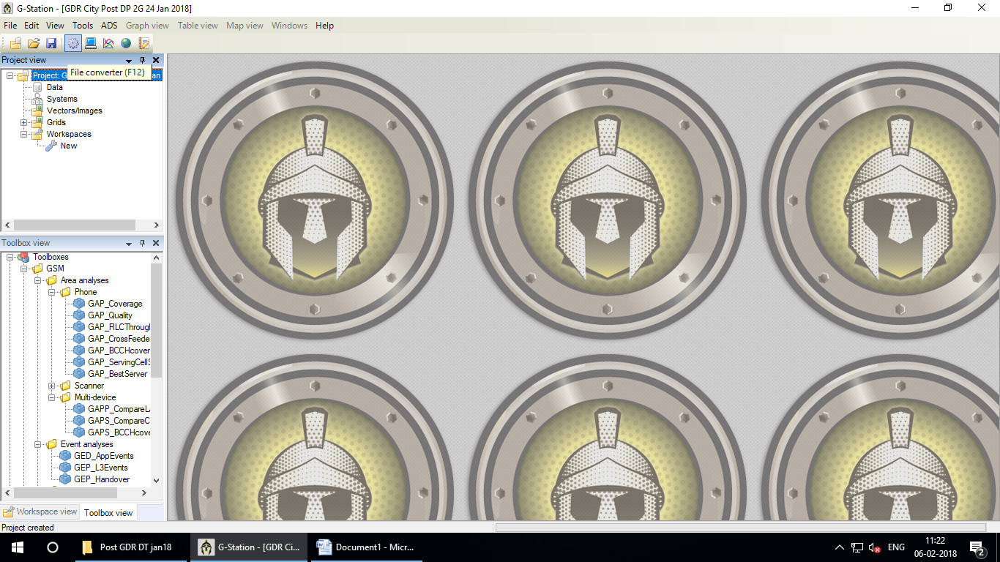 G-Station - [GDR City Post DP 2G 24 Jan 2018]
File Edit View Tools ADS Graph view Table view Map view Windows Help
Project view
File converter (F12)
Project: G an
Data
Systems
Vectors/Images
Grids
Workspaces
New
Toolbox view
Toolboxes
GSM
Area analyses
Phone
GAP_Coverage
GAP_Quality
GAP_RLCThrough
GAP_CrossFeede
GAP_BCCHcover
GAP_ServingCellS
GAP_BestServer
Scanner
Multi-device
GAPP_CompareLa
GAPS_CompareC
GAPS_BCCHcove
Event analyses
GED_AppEvents
GEP_L3Events
GEP_Handover
Workspace view Toolbox view
Project created
Post GDR DT jan18
G-Station - [GDR Ci...
Document1 - Micr...
ENG
11:22
06-02-2018
2